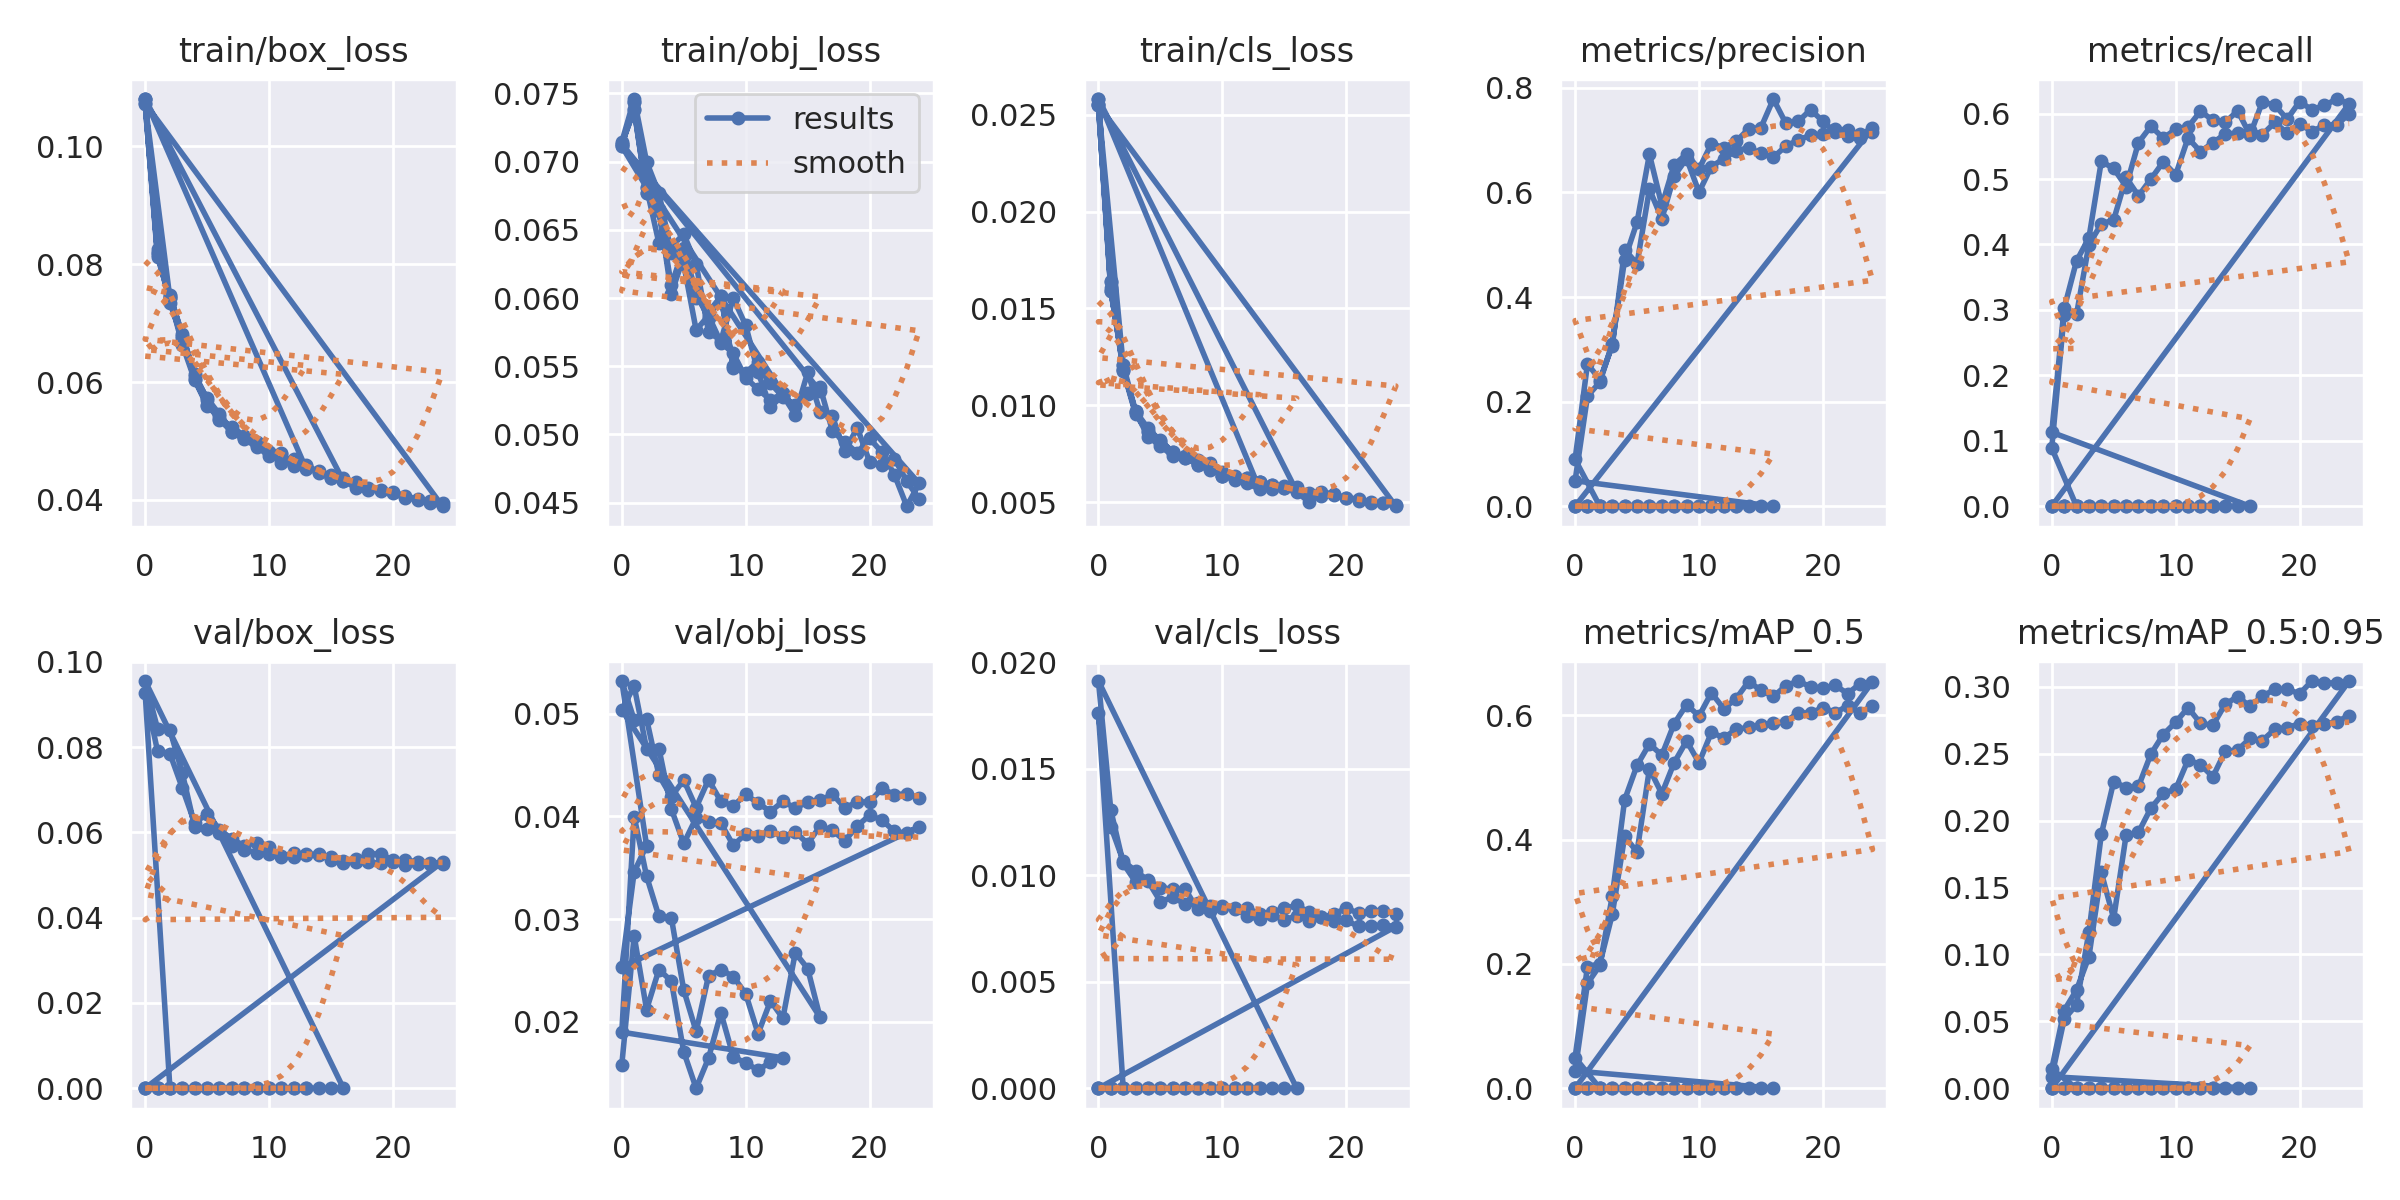 train/box_loss
train/obj_loss
train/cls_loss
metrics/precision
metrics/recall
0.10
0.08
0.06
0.04
0 10 20
0.075
0.070
0.065
0.060
0.055
0.050
0.045
0 10 20
results
smooth
0.025
0.020
0.015
0.010
0.005
0 10 20
0.8
0.6
0.4
0.2
0.0
0 10 20
0.6
0.5
0.4
0.3
0.2
0.1
0.0
0 10 20
val/box_loss
val/obj_loss
val/cls_loss
metrics/mAP_0.5
metrics/mAP_0.5:0.95
0.10
0.08
0.06
0.04
0.02
0.00
0 10 20
0.05
0.04
0.03
0.02
0 10 20
0.020
0.015
0.010
0.005
0.000
0 10 20
0.6
0.4
0.2
0.0
0 10 20
0.30
0.25
0.20
0.15
0.10
0.05
0.00
0 10 20